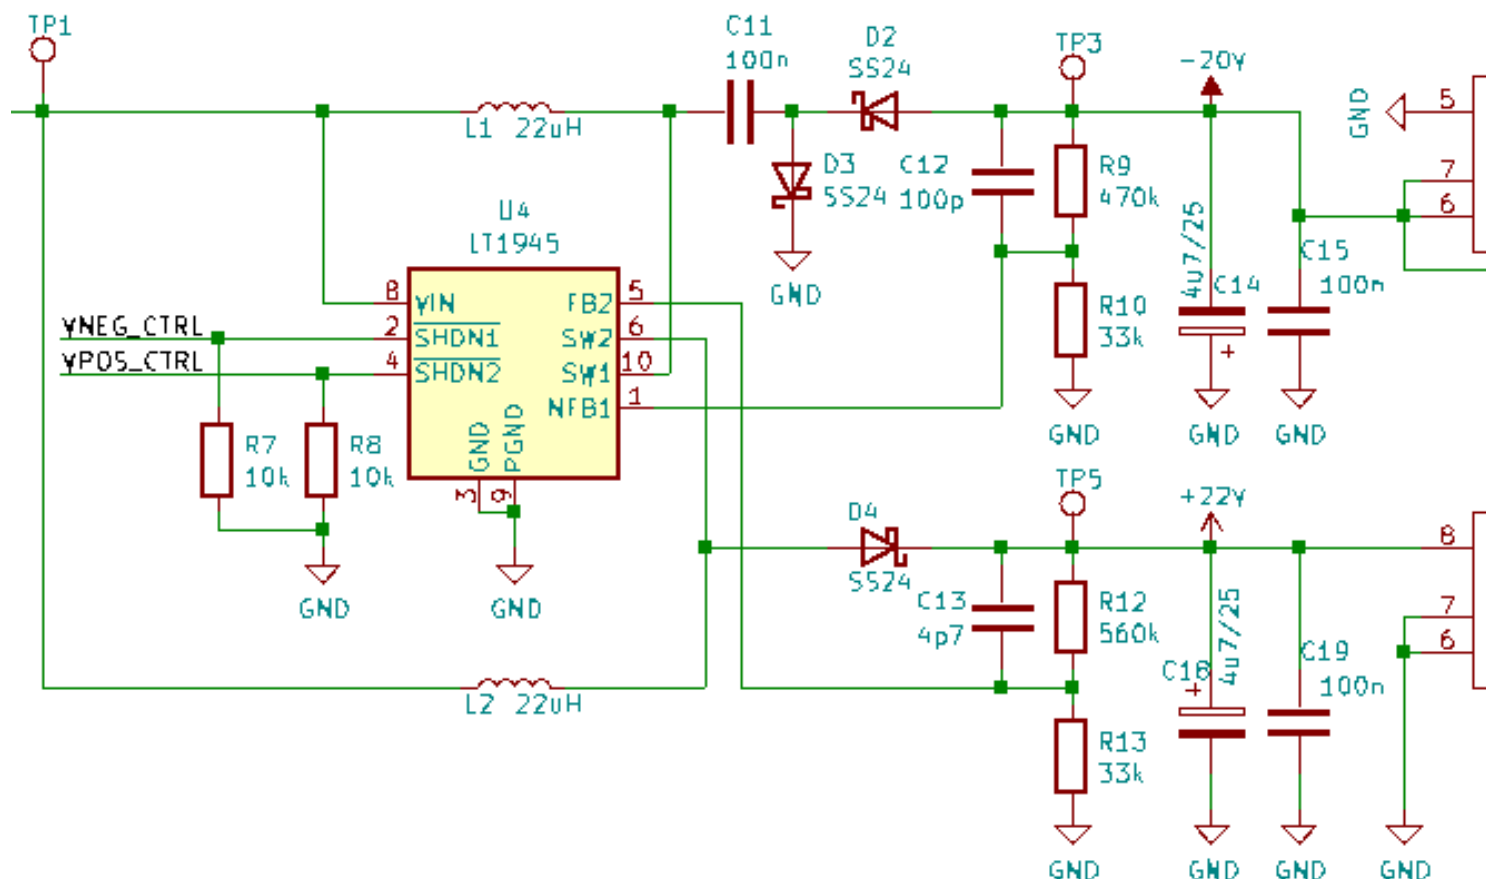 TP1
C11
100n
D2
SS24
TP3
-20V
GND
5
7
6
L1 22uH
D3
SS24
C12
100p
R9
470k
4u7/25
C14
C15
100n
U4
LT1945
GND
8
VIN
FB2
5
VNEG_CTRL
2
SHDN1
SW2
6
VPOS_CTRL
4
SHDN2
SW1
10
NFB1
1
GND
PGND
3
9
R10
33k
GND
GND
GND
R7
10k
R8
10k
GND
GND
TP5
+22V
D4
SS24
8
7
6
C13
4p7
R12
560k
4u7/25
C18
C19
100n
L2 22uH
R13
33k
GND
GND
GND
GND